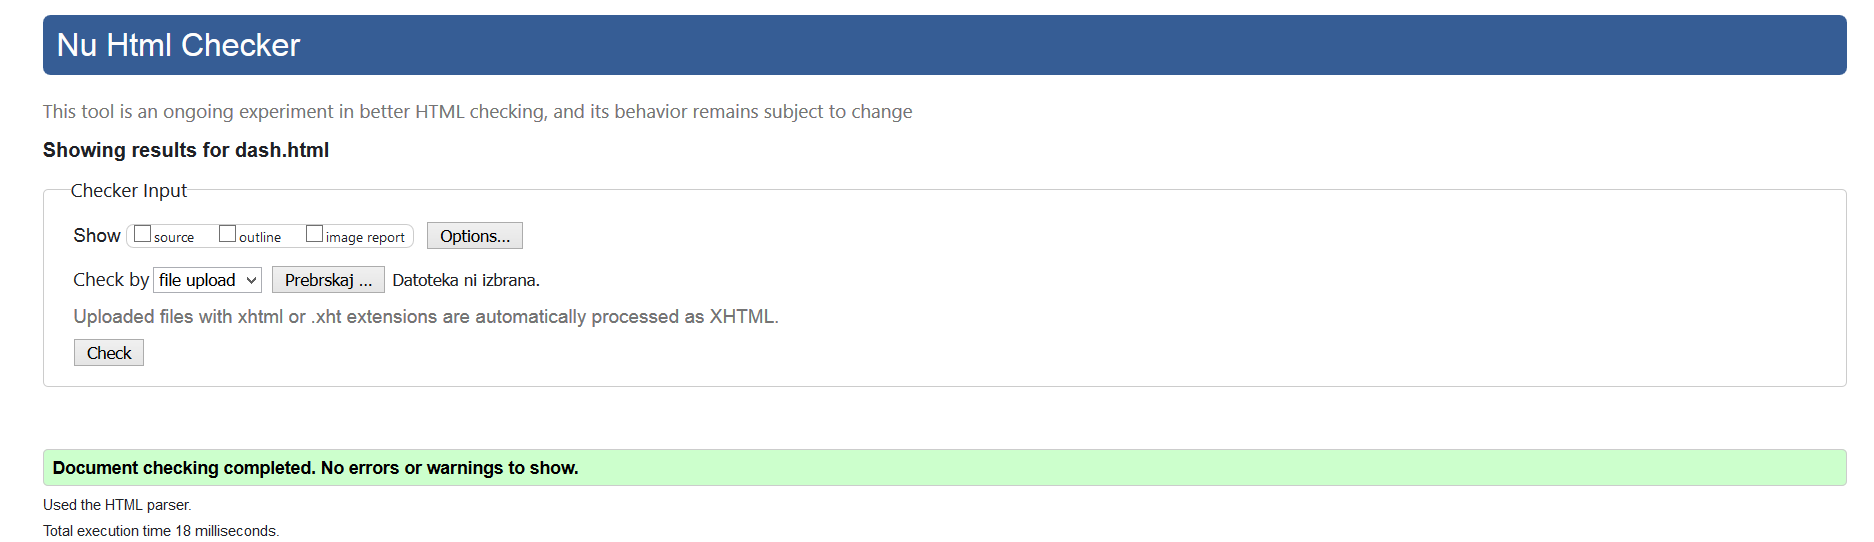 Nu Html Checker
This tool is an ongoing experiment in better HTML checking, and its behavior remains subject to change
Showing results for dash.html
Checker Input
Show source outline image report Options...
Check by file upload Prebrskaj ... Datoteka ni izbrana.
Uploaded files with xhtml or .xht extensions are automatically processed as XHTML.
Check
Document checking completed. No errors or warnings to show.
Used the HTML parser.
Total execution time 18 milliseconds.